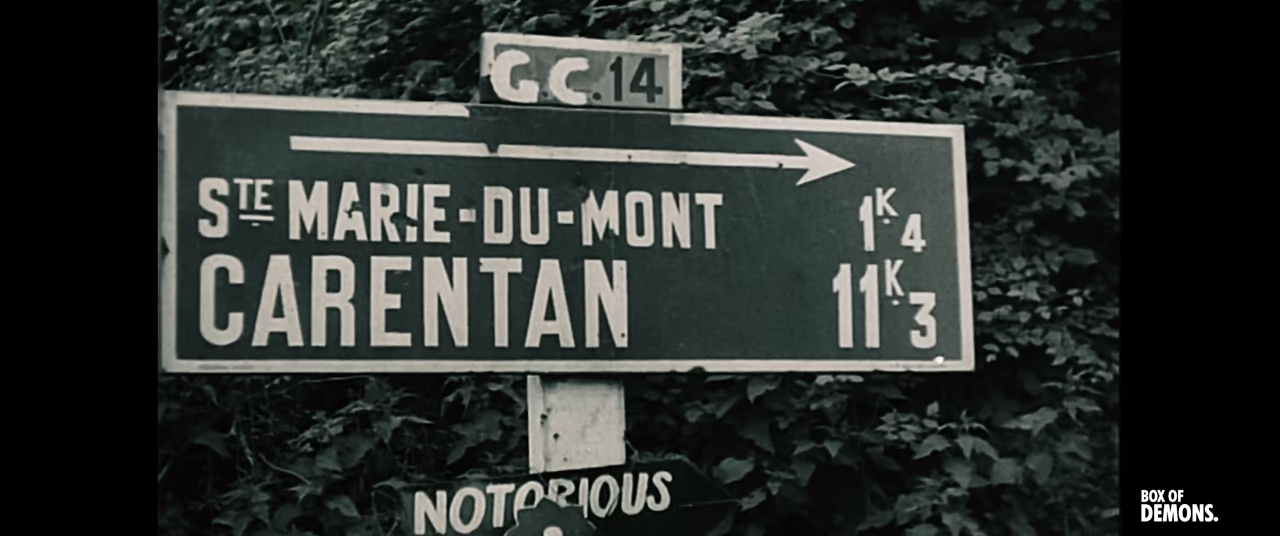 G.C.14
STE MARIE-DU-MONT 1K4
CARENTAN 11K3
NOTORIOUS
BOX OF
DEMONS.